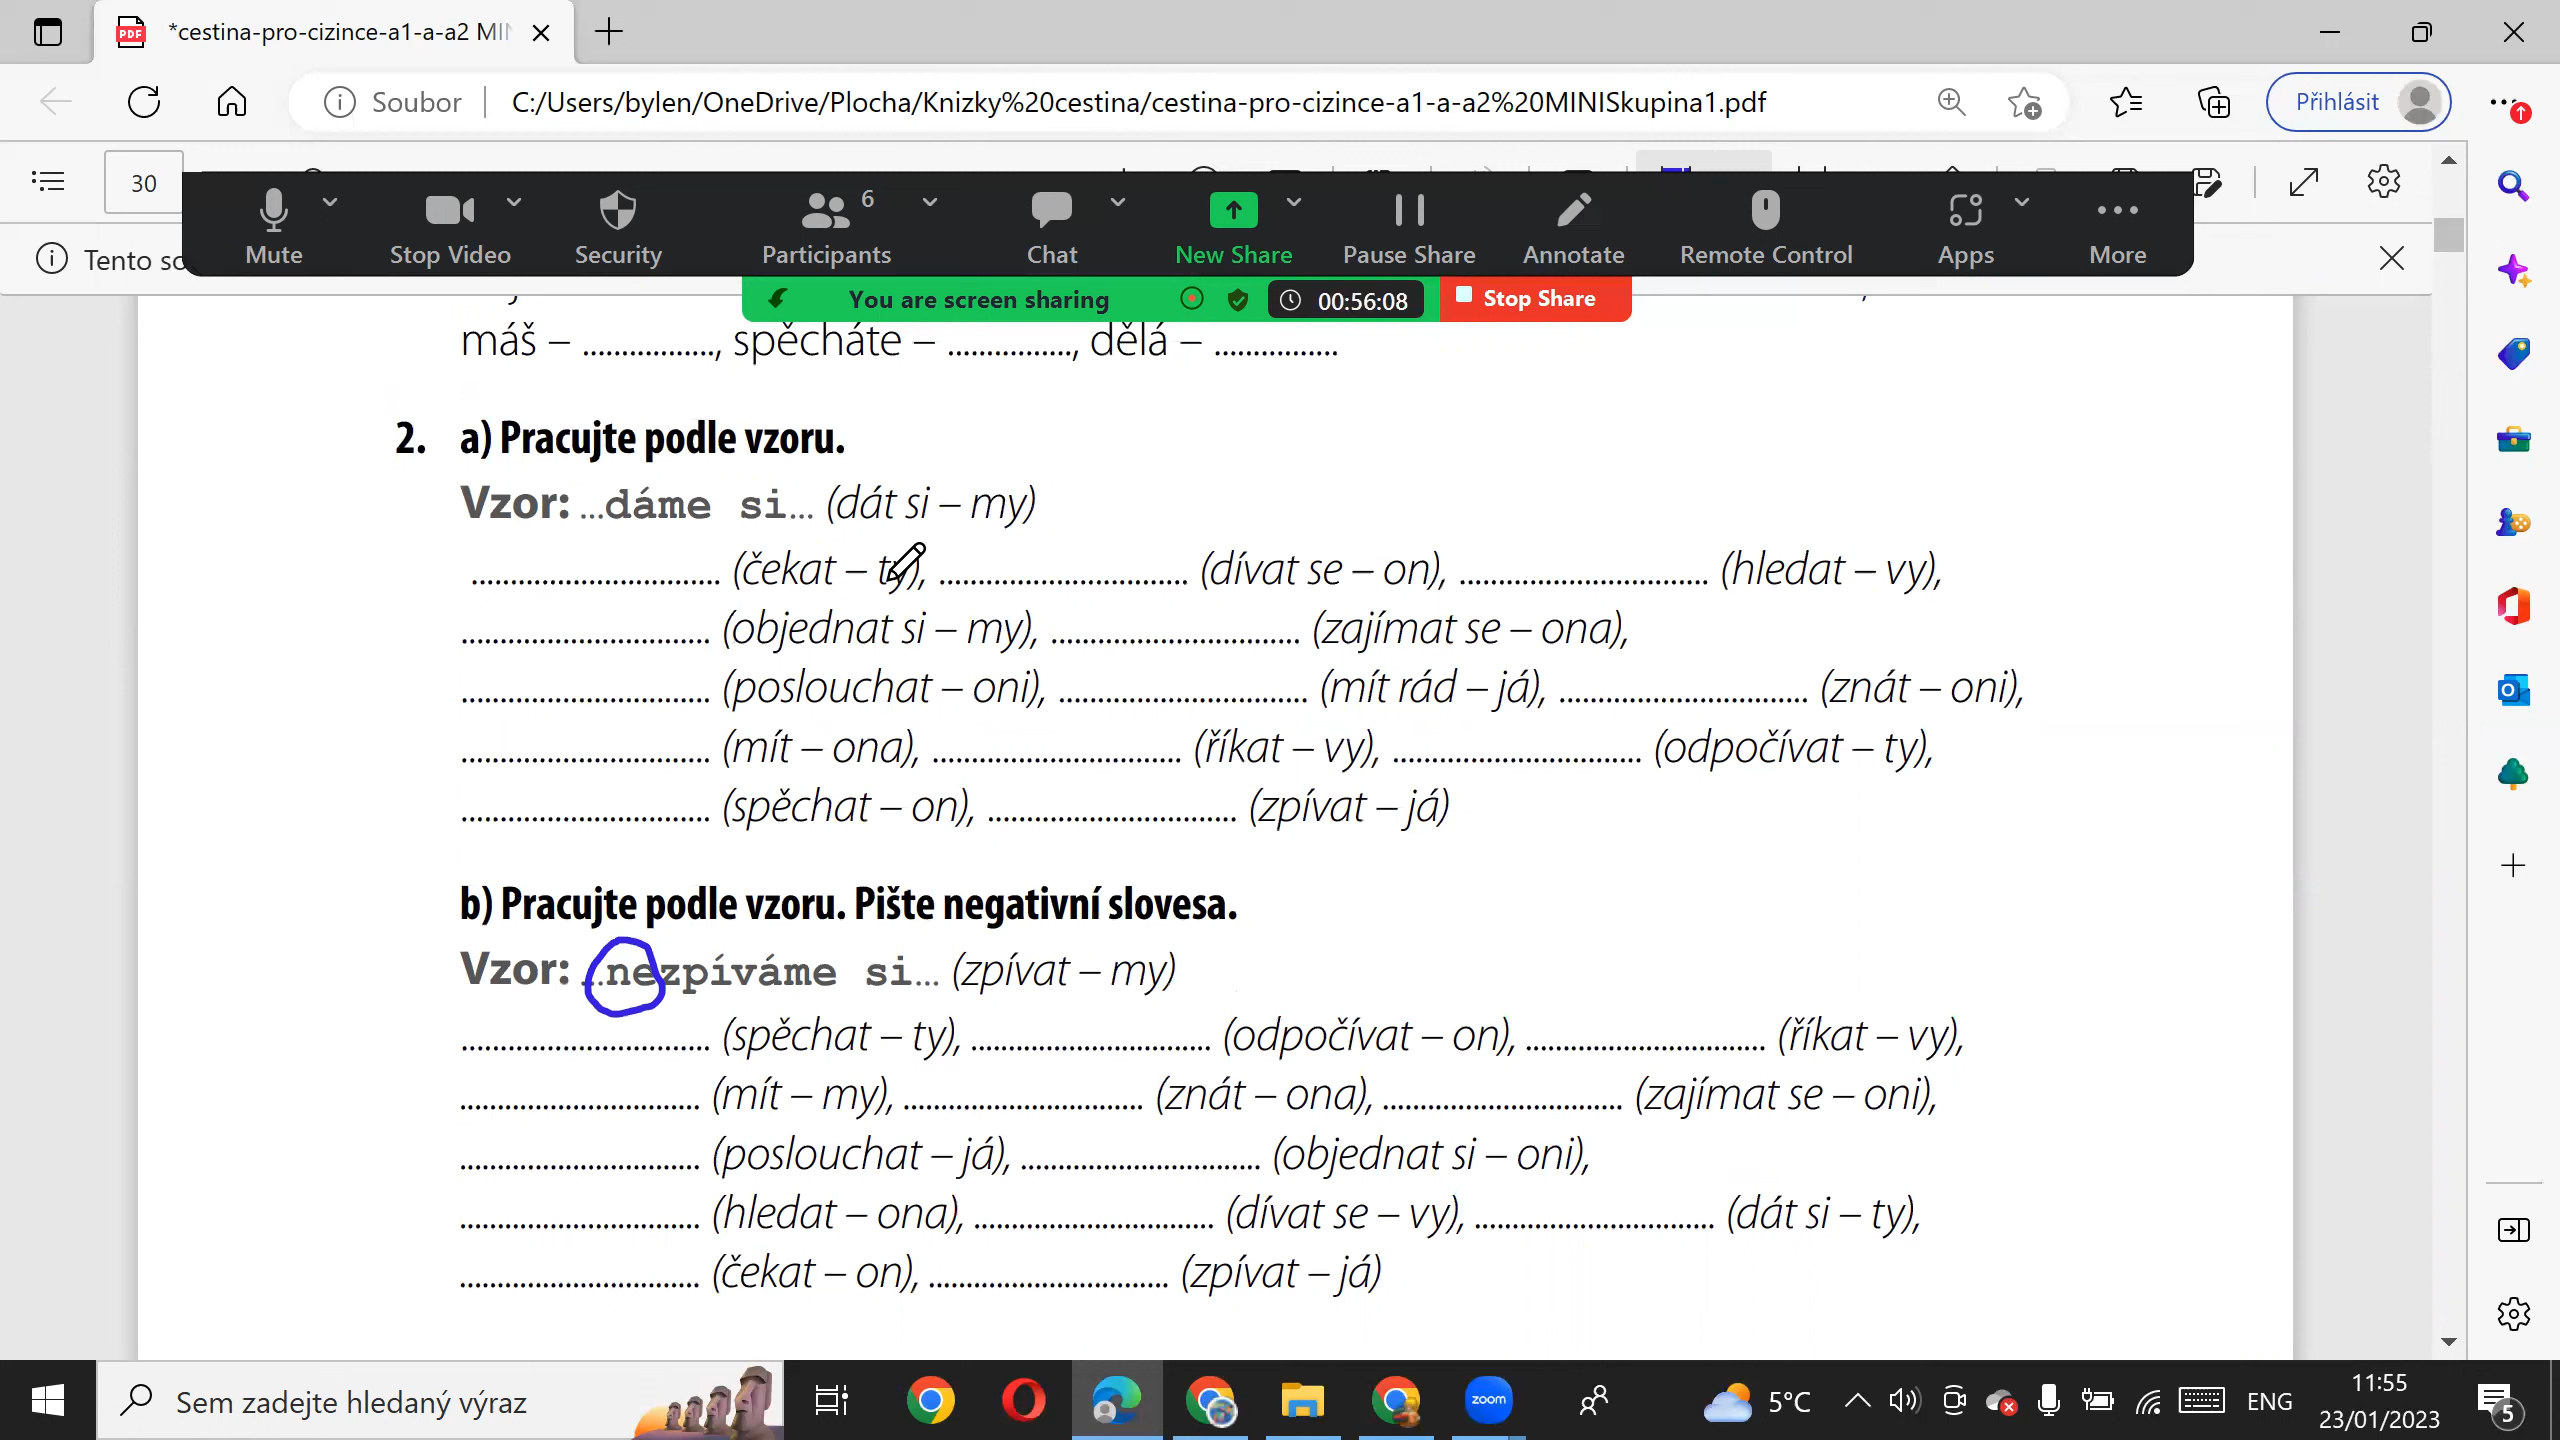 *cestina-pro-cizince-a1-a-a2 MIN
Soubor C:/Users/bylen/OneDrive/Plocha/Knizky%20cestina/cestina-pro-cizince-a1-a-a2%20MINISkupina1.pdf Přihlásit
30
Mute Stop Video Security Participants 6 Chat New Share Pause Share Annotate Remote Control Apps More
Tento so
You are screen sharing 00:56:08 Stop Share
máš – ................., spěcháte – ................, dělá – ................
2. a) Pracujte podle vzoru.
Vzor: ...dáme si... (dát si – my)
................................ (čekat – ty), ................................ (dívat se – on), ................................ (hledat – vy),
................................ (objednat si – my), ................................ (zajímat se – ona),
................................ (poslouchat – oni), ................................ (mít rád – já), ................................ (znát – oni),
................................ (mít – ona), ................................ (říkat – vy), ................................ (odpočívat – ty),
................................ (spěchat – on), ................................ (zpívat – já)
b) Pracujte podle vzoru. Pište negativní slovesa.
Vzor: ...nezpíváme si... (zpívat – my)
................................ (spěchat – ty), ............................... (odpočívat – on), ............................... (říkat – vy),
............................... (mít – my), ............................... (znát – ona), ............................... (zajímat se – oni),
............................... (poslouchat – já), ............................... (objednat si – oni),
............................... (hledat – ona), ............................... (dívat se – vy), ............................... (dát si – ty),
............................... (čekat – on), ............................... (zpívat – já)
Sem zadejte hledaný výraz zoom 5°C ENG 11:55
23/01/2023 5